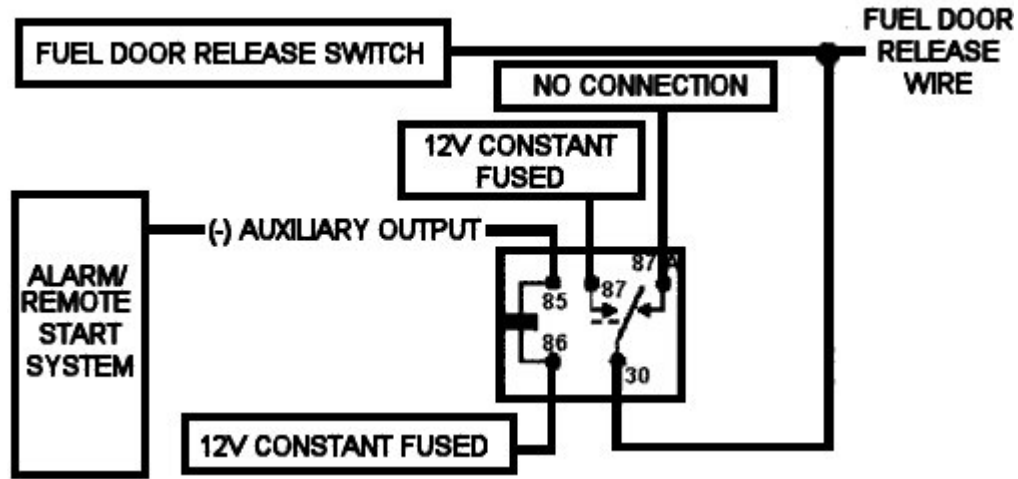 FUEL DOOR RELEASE SWITCH
FUEL DOOR
RELEASE
WIRE
NO CONNECTION
12V CONSTANT
FUSED
(-) AUXILIARY OUTPUT
ALARM/
REMOTE
START
SYSTEM
87A
87
85
86
30
12V CONSTANT FUSED